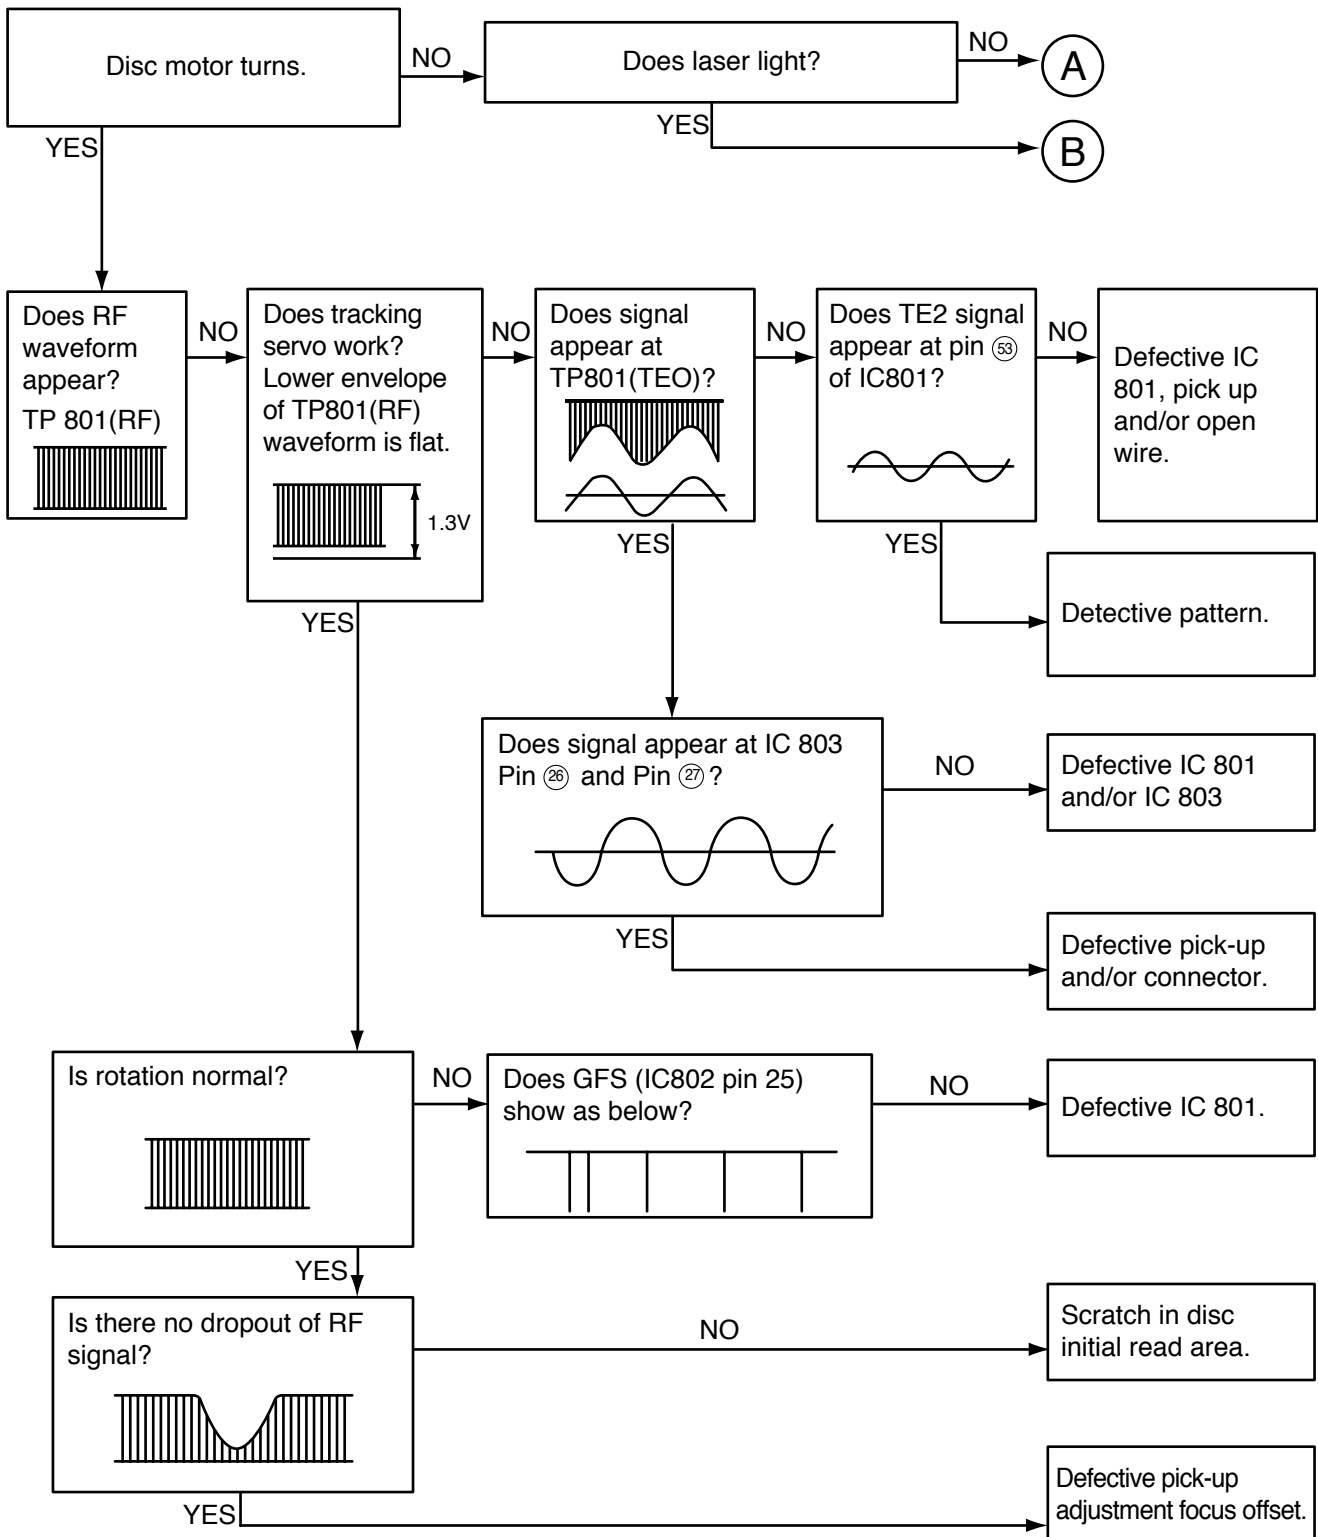 Disc motor turns.
NO
Does laser light?
NO
A
YES
YES
B
Does RF
waveform
appear?
TP 801(RF)
NO
Does tracking
servo work?
Lower envelope
of TP801(RF)
waveform is flat.
1.3V
NO
Does signal
appear at
TP801(TEO)?
NO
Does TE2 signal
appear at pin 53
of IC801?
NO
Defective IC
801, pick up
and/or open
wire.
YES
YES
YES
Detective pattern.
Does signal appear at IC 803
Pin 26 and Pin 27 ?
NO
Defective IC 801
and/or IC 803
YES
Defective pick-up
and/or connector.
Is rotation normal?
NO
Does GFS (IC802 pin 25)
show as below?
NO
Defective IC 801.
YES
Is there no dropout of RF
signal?
NO
Scratch in disc
initial read area.
YES
Defective pick-up
adjustment focus offset.